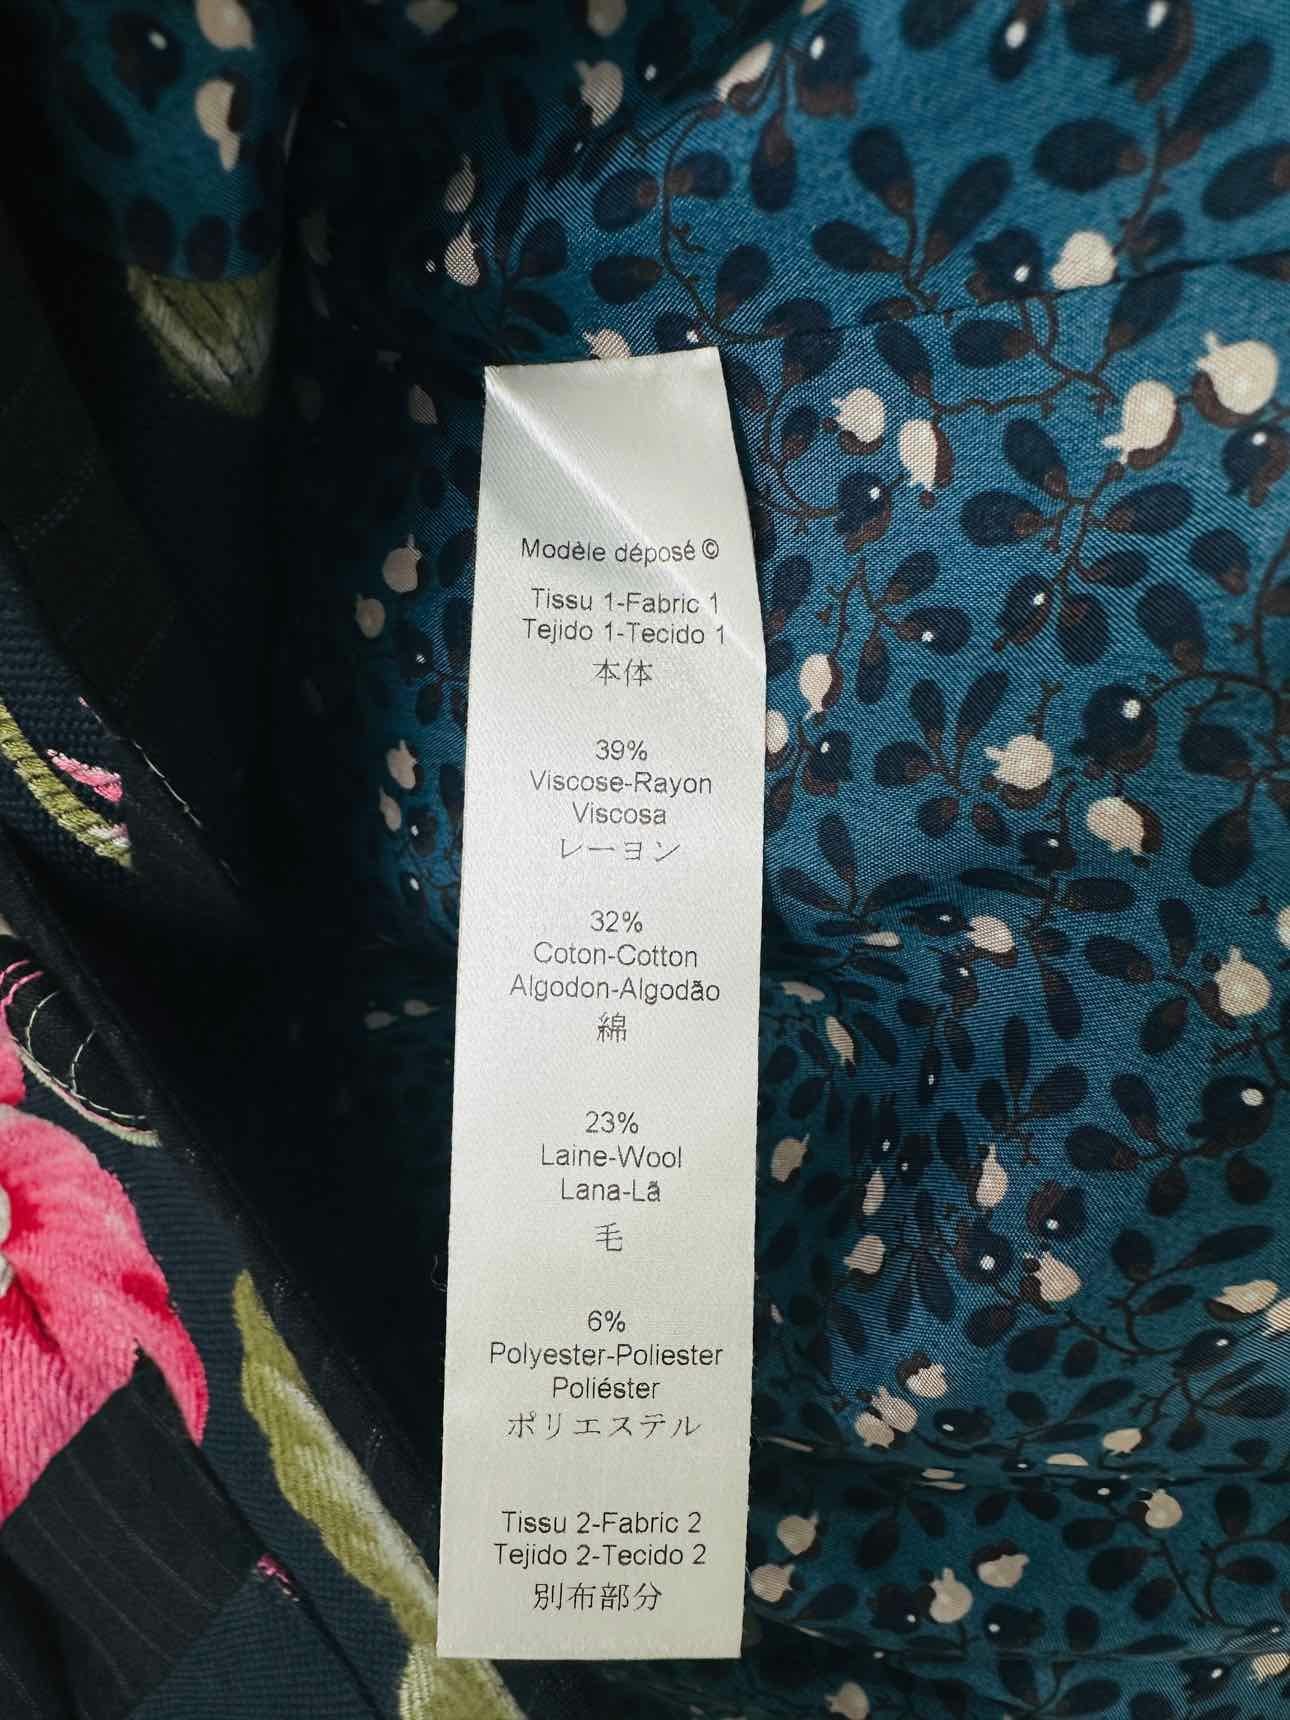 Modèle déposé ©
Tissu 1-Fabric 1
Tejido 1-Tecido 1
本体
39%
Viscose-Rayon
Viscosa
レーヨン
32%
Coton-Cotton
Algodon-Algodão
綿
23%
Laine-Wool
Lana-Lã
毛
6%
Polyester-Poliester
Poliéster
ポリエステル
Tissu 2-Fabric 2
Tejido 2-Tecido 2
別布部分